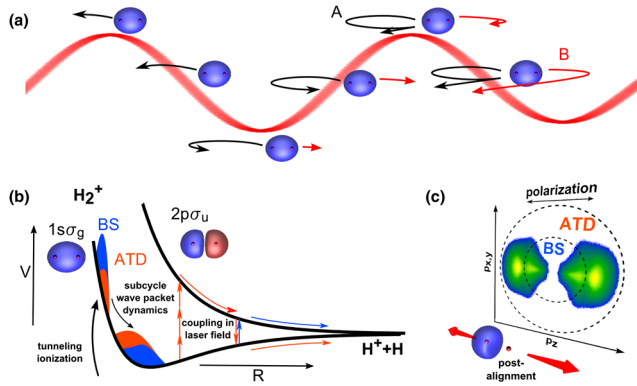 (a)
A
B
(b)
H₂⁺
1sσg
BS
ATD
2pσu
V
subcycle
wave packet
dynamics
coupling in
laser field
tunneling
ionization
R
H⁺+H
(c)
polarization
ATD
BS
px,y
pz
post-
alignment